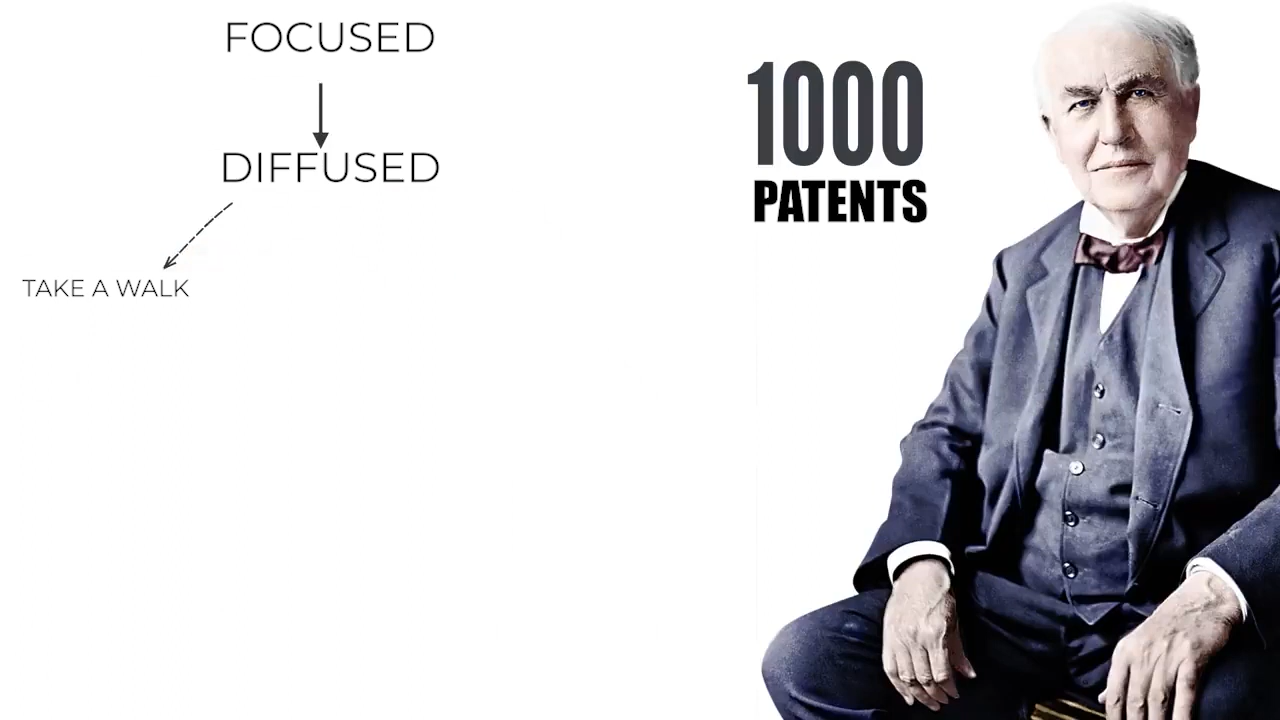 FOCUSED
DIFFUSED
TAKE A WALK
1000
PATENTS